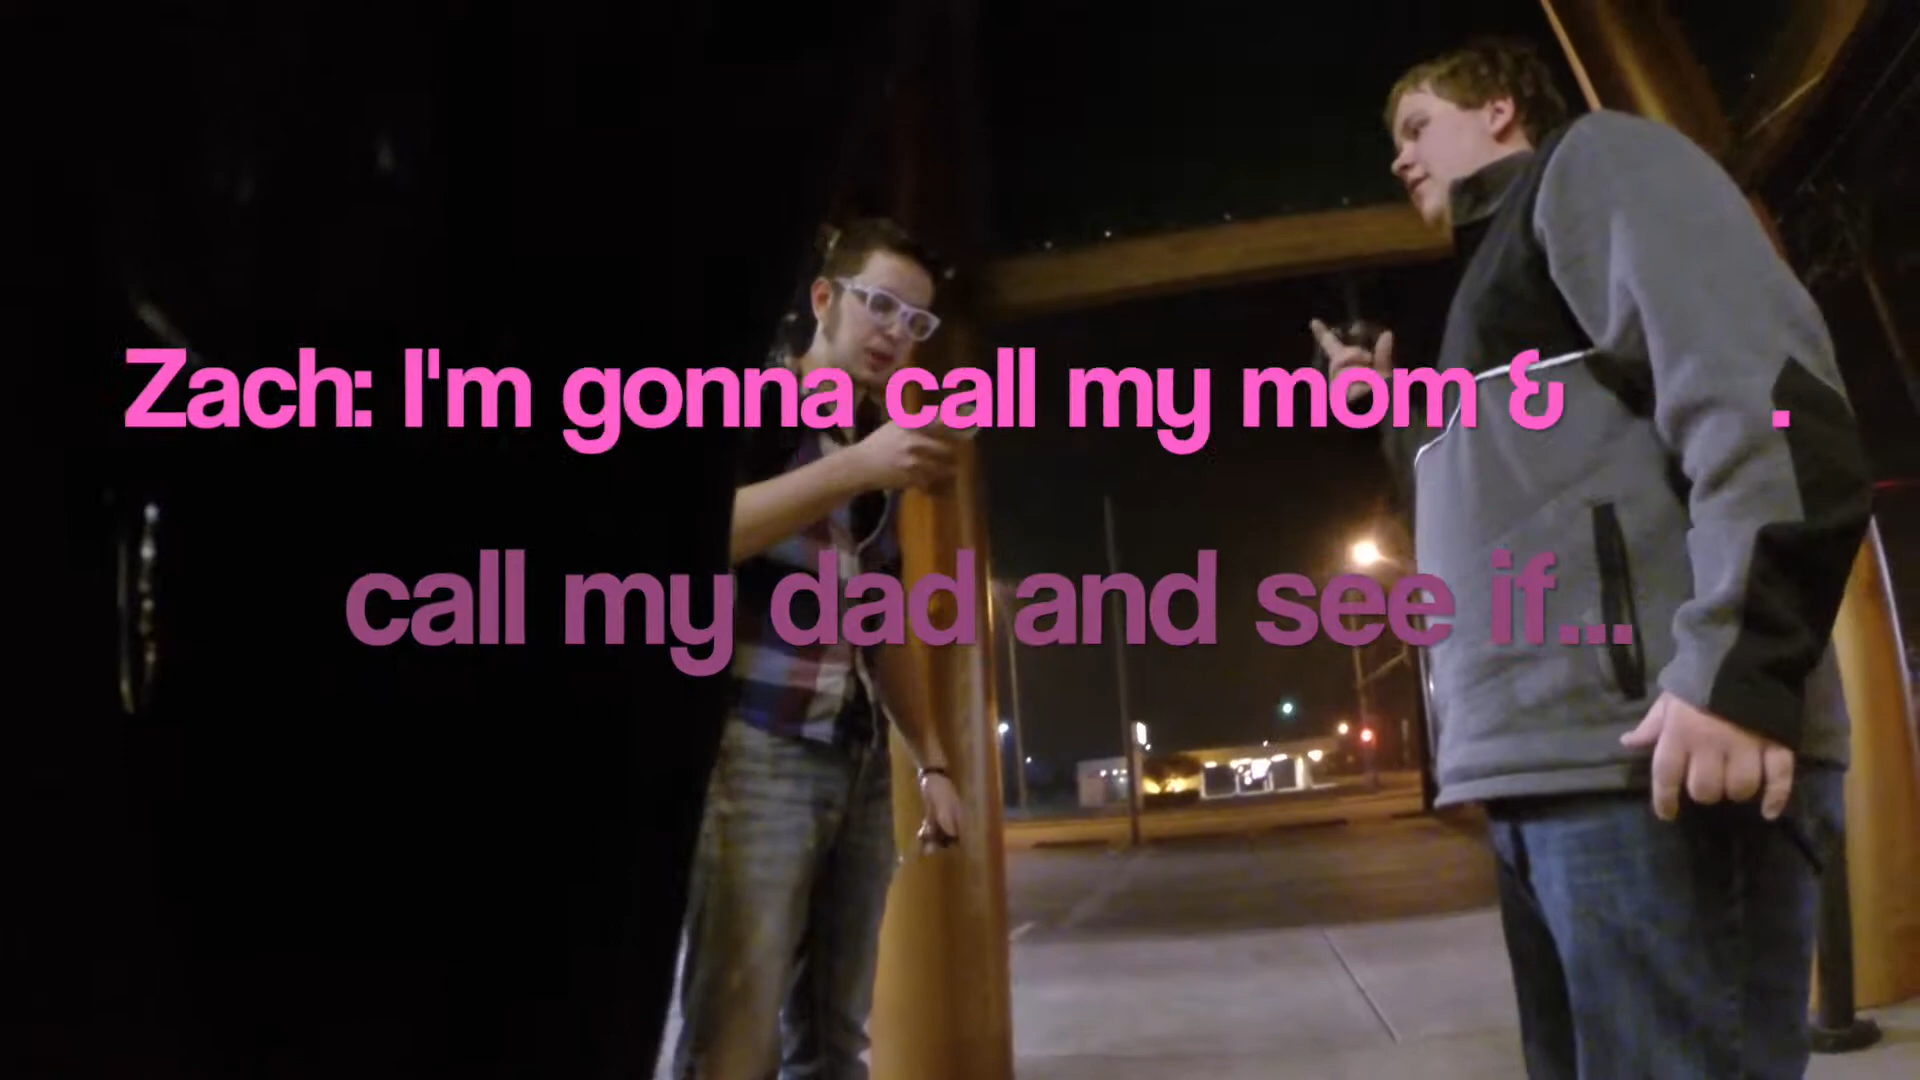 Zach: I'm gonna call my mom & .
call my dad and see if...